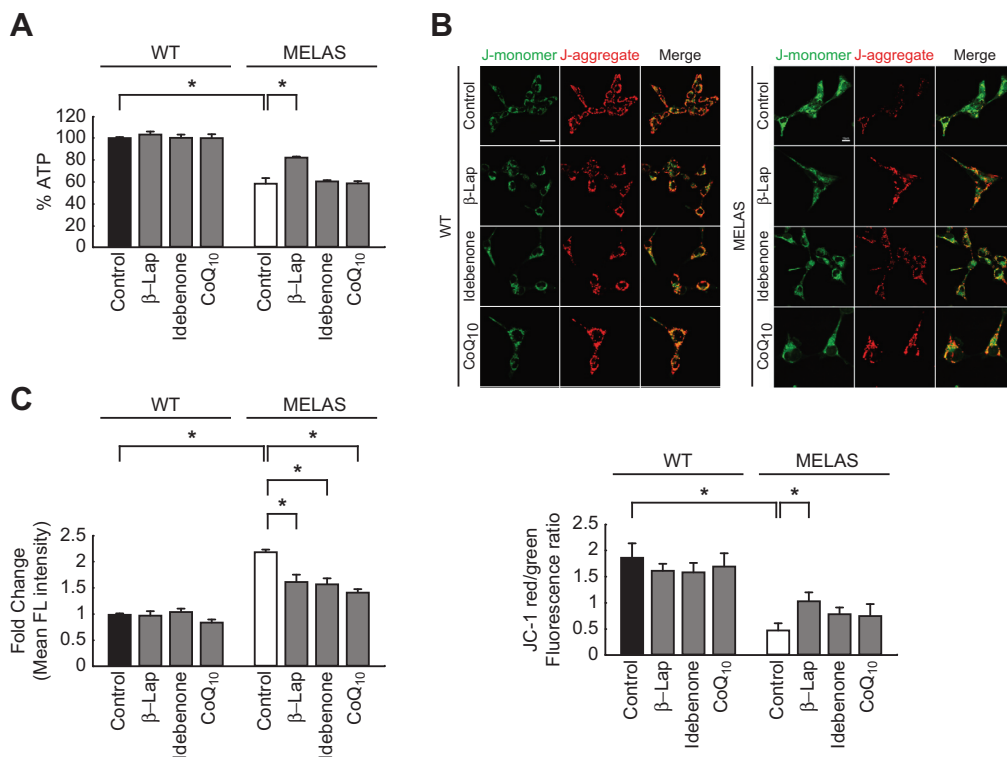 A
WT MELAS
* *
% ATP
120
100
80
60
40
20
0
Control β–Lap Idebenone CoQ10 Control β–Lap Idebenone CoQ10
B
J-monomer J-aggregate Merge J-monomer J-aggregate Merge
WT
Control
β-Lap
Idebenone
CoQ10
MELAS
Control
β-Lap
Idebenone
CoQ10
C
WT MELAS
* *
*
*
Fold Change
(Mean FL intensity)
2.5
2
1.5
1
0.5
0
Control β–Lap Idebenone CoQ10 Control β–Lap Idebenone CoQ10
WT MELAS
* *
JC-1 red/green
Fluorescence ratio
2.5
2
1.5
1
0.5
0
Control β–Lap Idebenone CoQ10 Control β–Lap Idebenone CoQ10